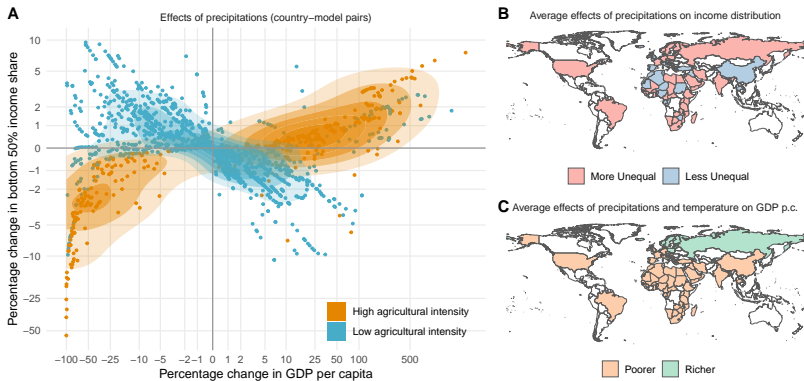 A
Effects of precipitations (country-model pairs)
Percentage change in bottom 50% income share
10
5
2
1
0
−1
−2
−5
−10
−25
−50
−100 −50 −25 −10 −5 −2 −1 0 1 2 5 10 25 50 100 500
Percentage change in GDP per capita
High agricultural intensity
Low agricultural intensity
B
Average effects of precipitations on income distribution
More Unequal
Less Unequal
C
Average effects of precipitations and temperature on GDP p.c.
Poorer
Richer